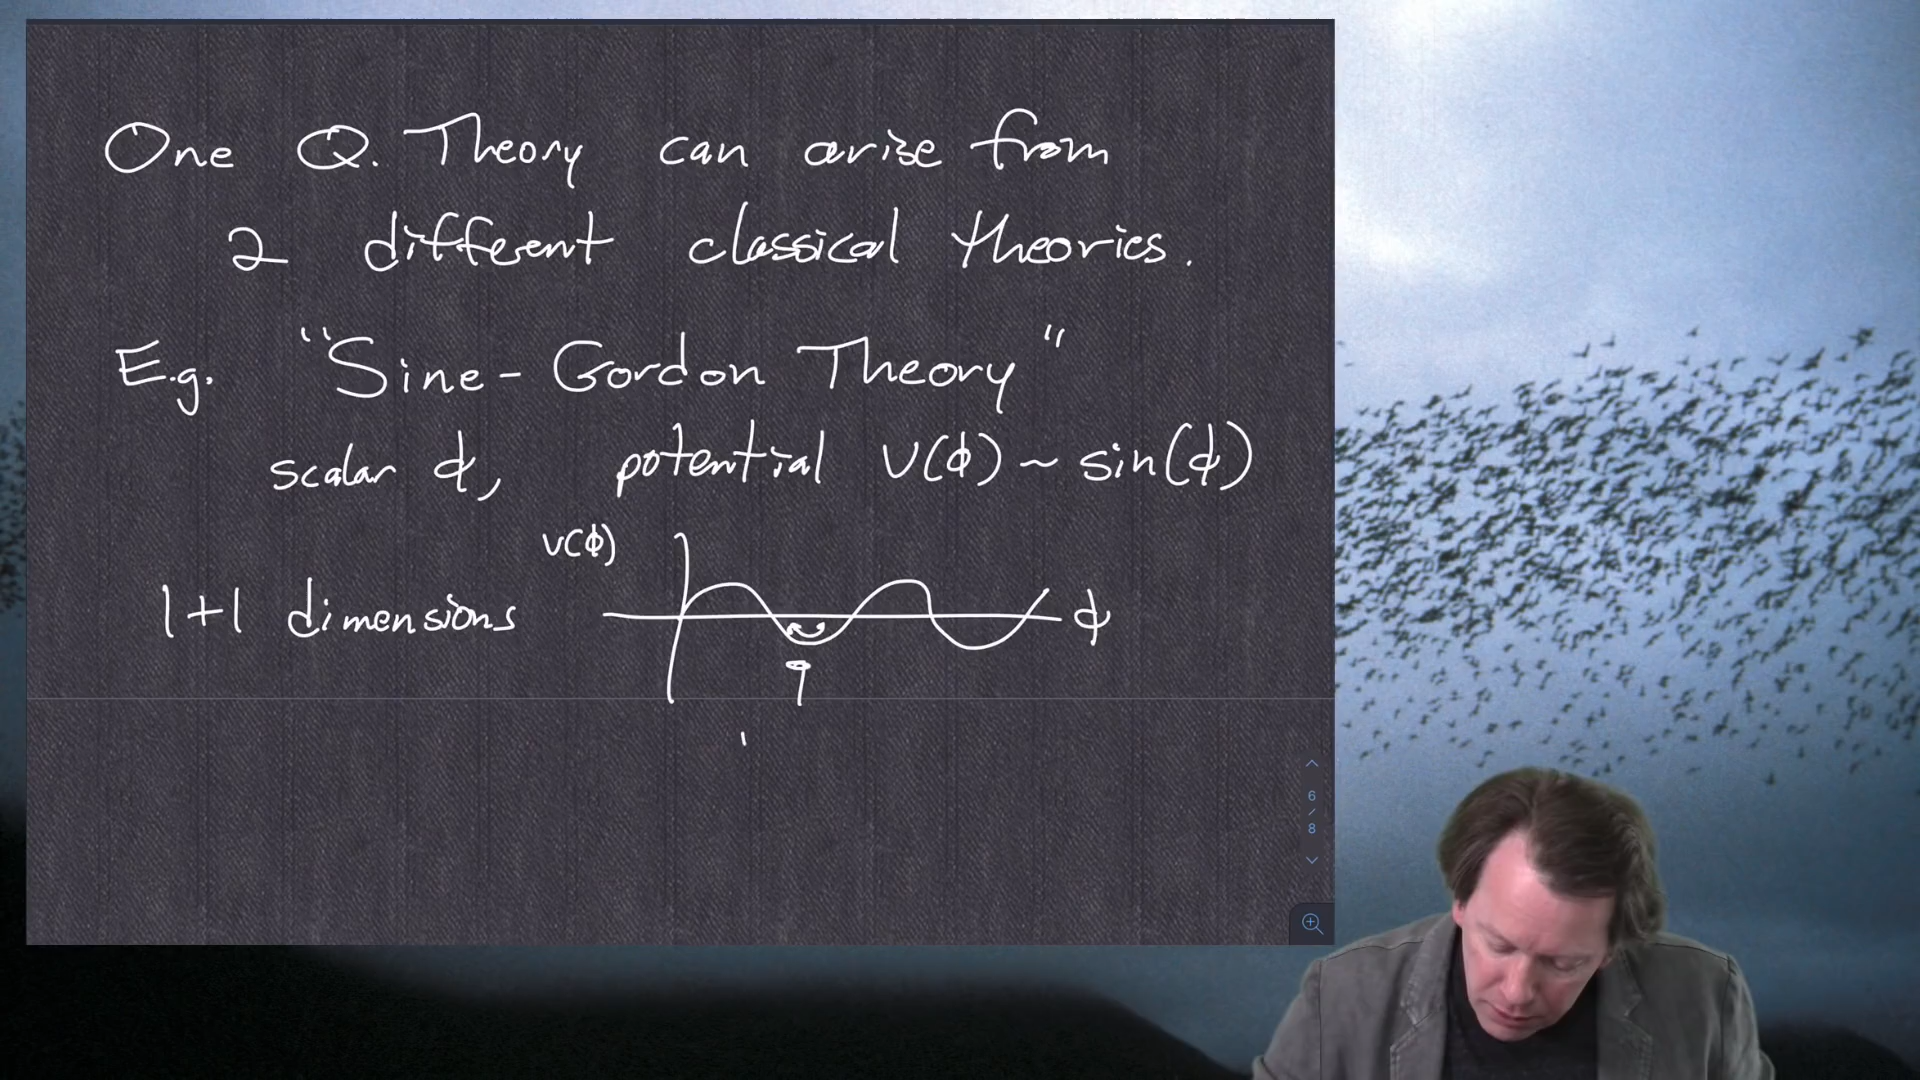 One Q. Theory can arise from
2 different classical theories.
E.g. "Sine-Gordon Theory"
scalar ϕ, potential V(ϕ) ~ sin(ϕ)
V(ϕ)
1+1 dimensions
ϕ
6
/
8